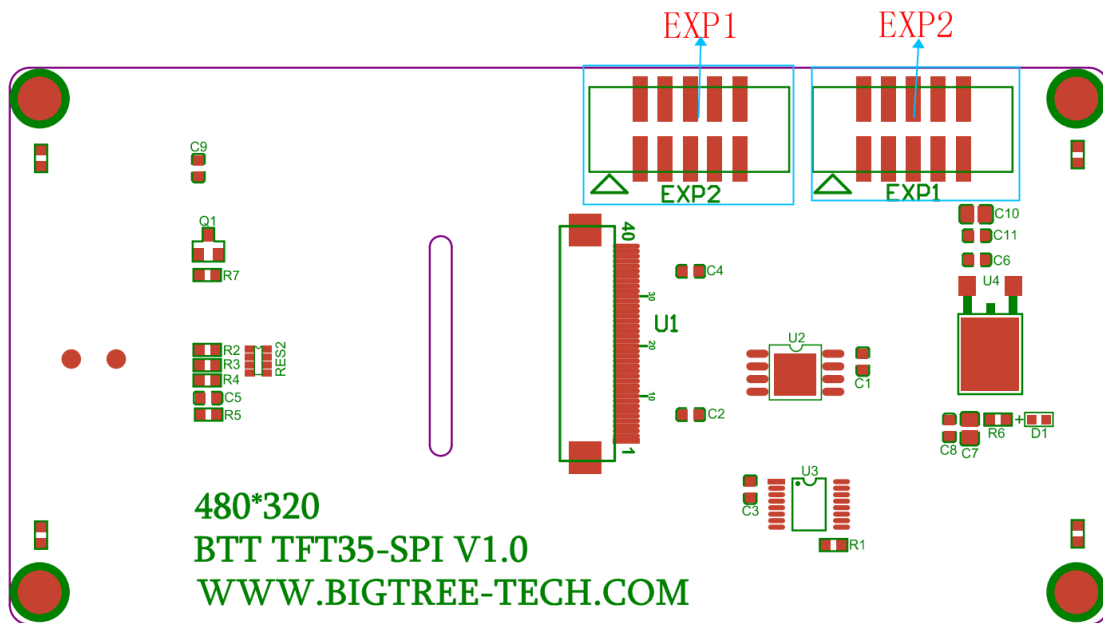 EXP1 EXP2
C9
EXP2 EXP1
C10
Q1
40
C11
C6
R7
C4
U4
30
U1
20
U2
R2
RES2
R3
C1
R4
10
C5
R5
C2
+
R6 D1
C8 C7
1
U3
480*320
C3
BTT TFT35-SPI V1.0
R1
WWW.BIGTREE-TECH.COM